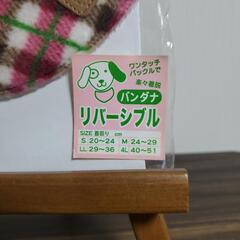 ワンタッチ
バックルで
楽々着脱
バンダナ
リバーシブル
SIZE 首回り cm
S 20〜24 M 24〜29
LL 29〜36 4L 40〜51